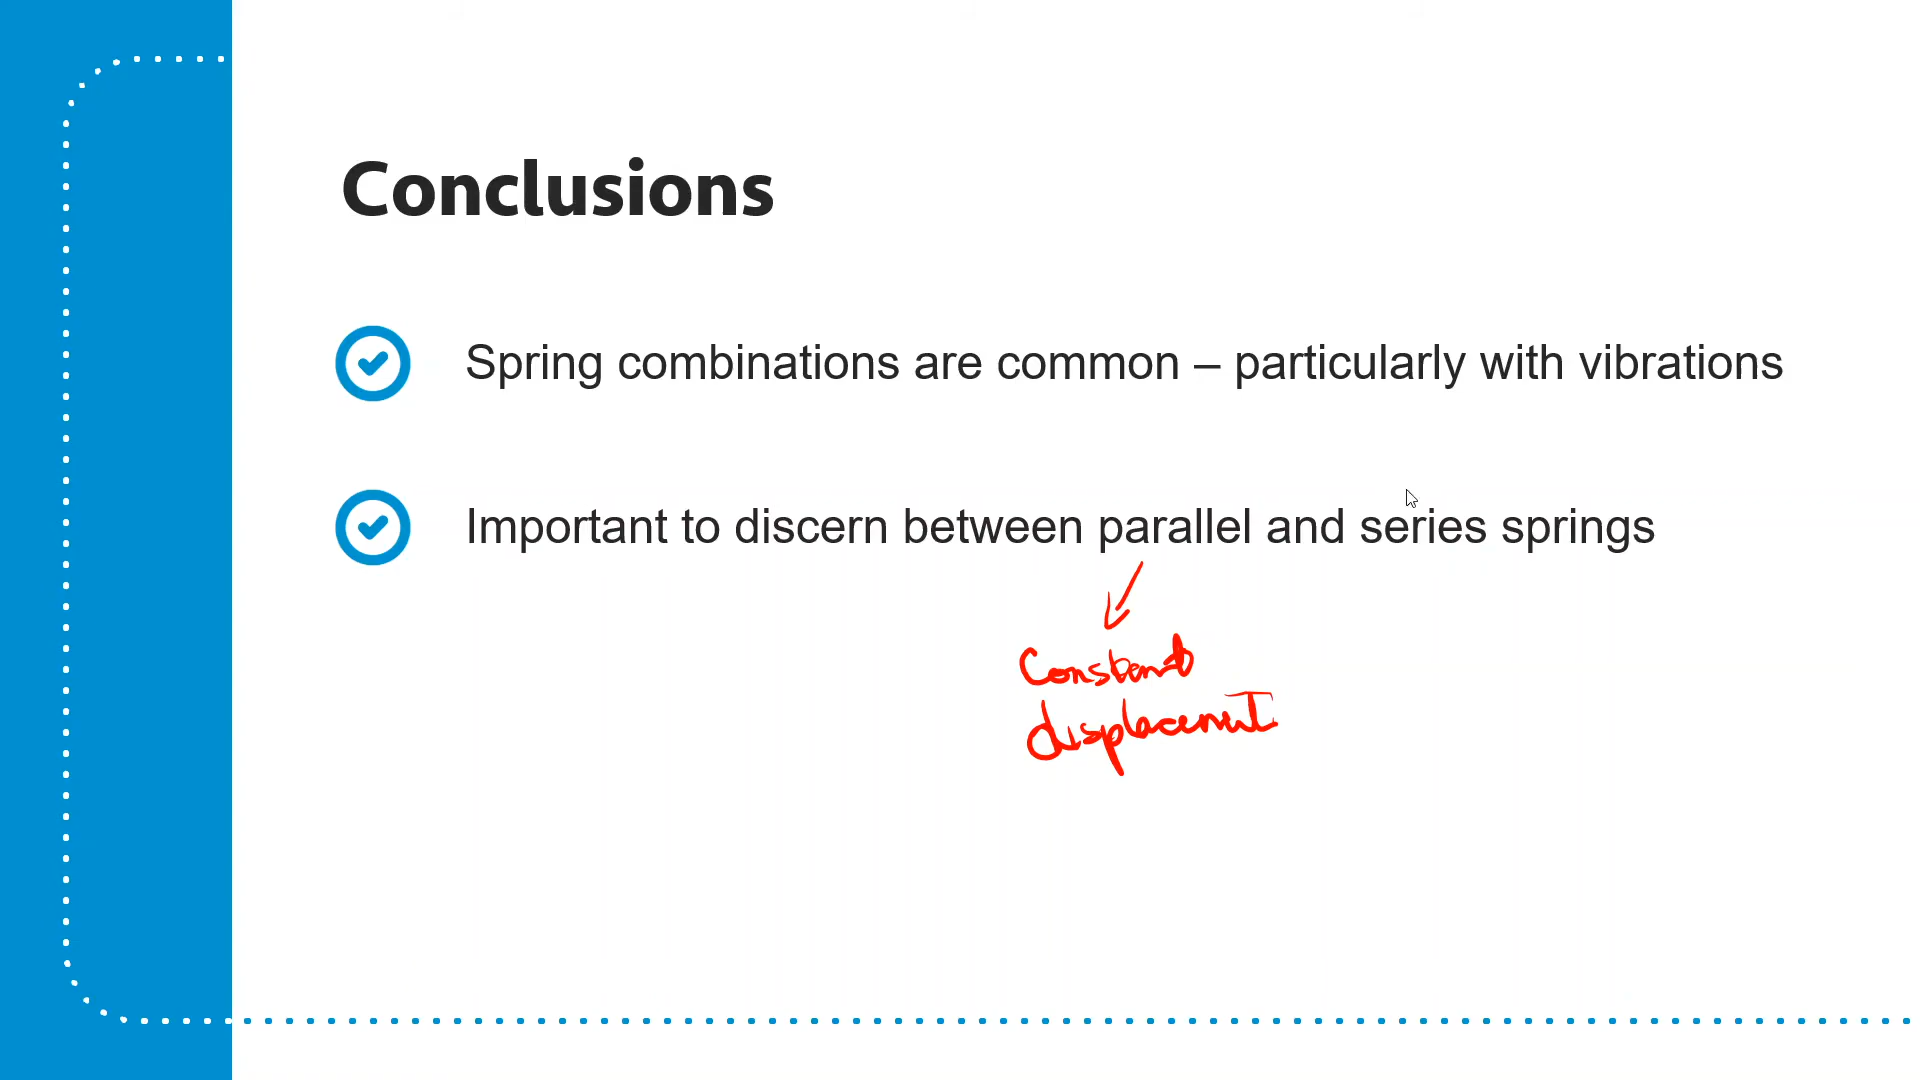 Conclusions
Spring combinations are common – particularly with vibrations
Important to discern between parallel and series springs
Constant
displacement